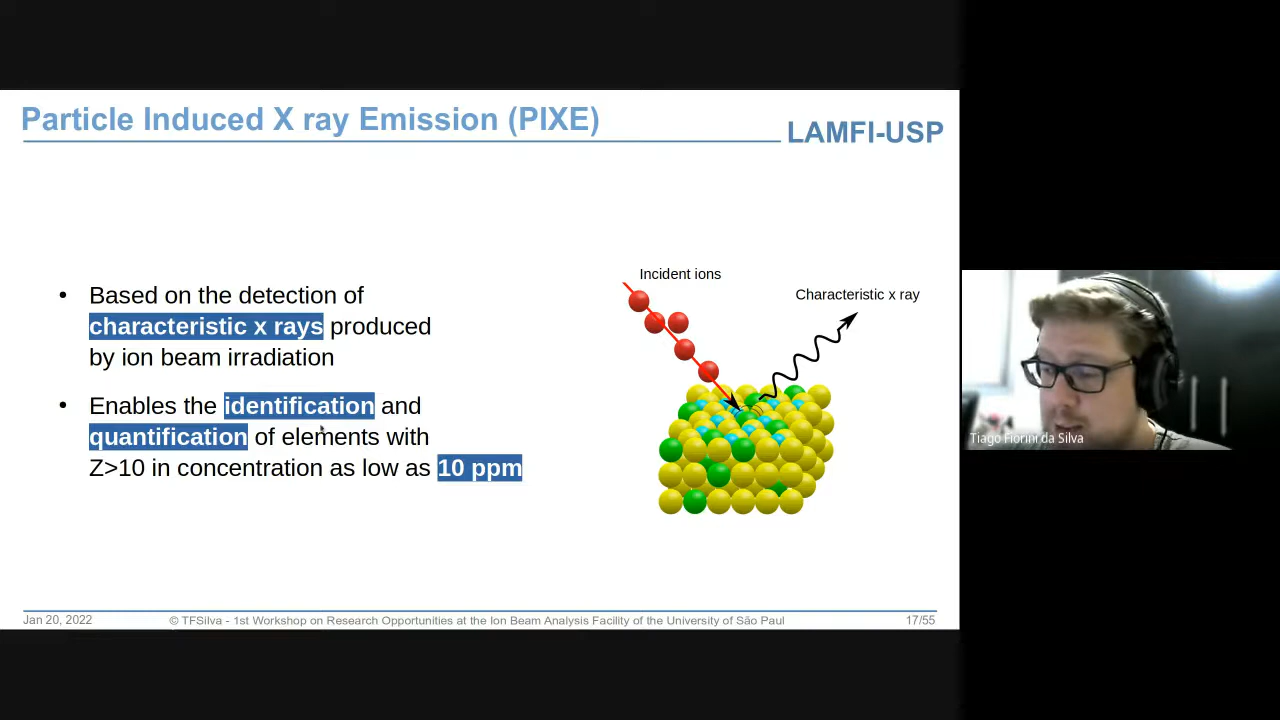 Particle Induced X ray Emission (PIXE)
LAMFI-USP
• Based on the detection of
characteristic x rays produced
by ion beam irradiation
• Enables the identification and
quantification of elements with
Z>10 in concentration as low as 10 ppm
Incident ions
Characteristic x ray
Tiago Fiorini da Silva
Jan 20, 2022
© TFSilva - 1st Workshop on Research Opportunities at the Ion Beam Analysis Facility of the University of São Paul
17/55